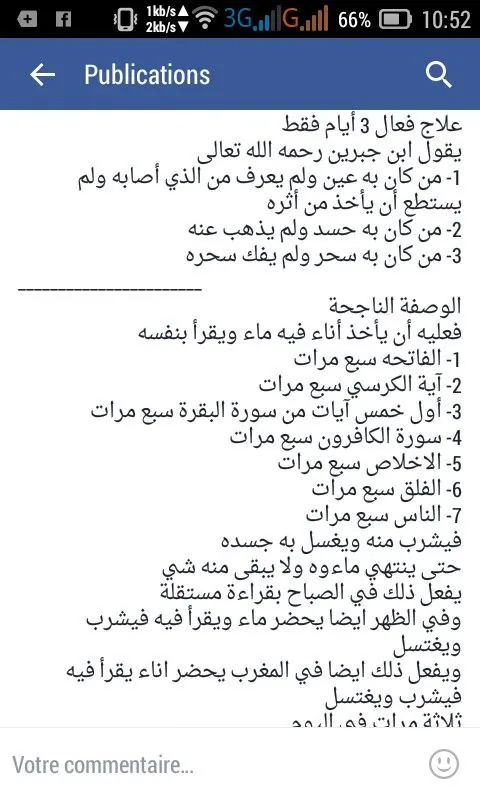 1kb/s
2kb/s
3G
G
66%
10:52
Publications
علاج فعال 3 أيام فقط
يقول ابن جبرين رحمه الله تعالى
1- من كان به عين ولم يعرف من الذي أصابه ولم
يستطع أن يأخذ من أثره
2- من كان به حسد ولم يذهب عنه
3- من كان به سحر ولم يفك سحره
_______________________
الوصفة الناجحة
فعليه أن يأخذ أناء فيه ماء ويقرأ بنفسه
1- الفاتحه سبع مرات
2- آية الكرسي سبع مرات
3- أول خمس آيات من سورة البقرة سبع مرات
4- سورة الكافرون سبع مرات
5- الاخلاص سبع مرات
6- الفلق سبع مرات
7- الناس سبع مرات
فيشرب منه ويغسل به جسده
حتى ينتهي ماءوه ولا يبقى منه شي
يفعل ذلك في الصباح بقراءة مستقلة
وفي الظهر ايضا يحضر ماء ويقرأ فيه فيشرب
ويغتسل
ويفعل ذلك ايضا في المغرب يحضر اناء يقرأ فيه
فيشرب ويغتسل
ثلاثة مرات في اليوم
Votre commentaire...